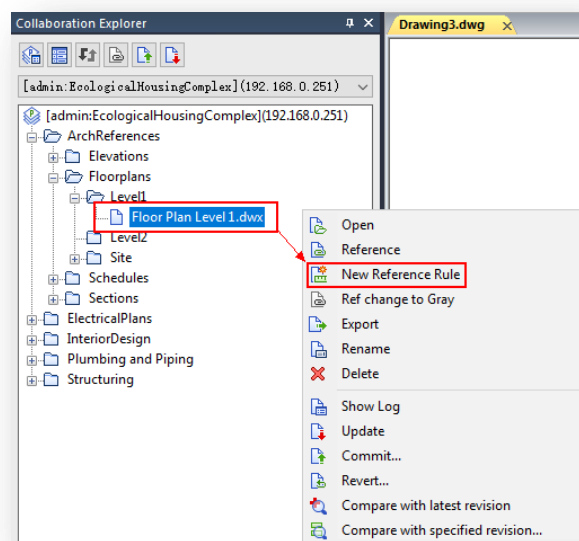 Collaboration Explorer
Drawing3.dwg
[admin:EcologicalHousingComplex](192.168.0.251)
[admin:EcologicalHousingComplex](192.168.0.251)
ArchReferences
Elevations
Floorplans
Level1
Floor Plan Level 1.dwx
Level2
Site
Schedules
Sections
ElectricalPlans
InteriorDesign
Plumbing and Piping
Structuring
Open
Reference
New Reference Rule
Ref change to Gray
Export
Rename
Delete
Show Log
Update
Commit...
Revert...
Compare with latest revision
Compare with specified revision...